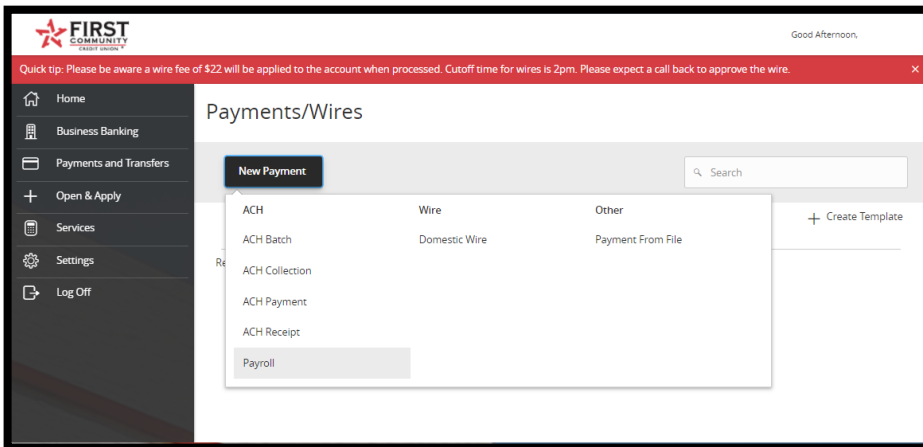 FIRST
COMMUNITY
CREDIT UNION
Good Afternoon,
Quick tip: Please be aware a wire fee of $22 will be applied to the account when processed. Cutoff time for wires is 2pm. Please expect a call back to approve the wire. ×
Home
Business Banking
Payments and Transfers
Open & Apply
Services
Settings
Log Off
Payments/Wires
New Payment
Search
Create Template
ACH Wire Other
ACH Batch Domestic Wire Payment From File
Re
ACH Collection
ACH Payment
ACH Receipt
Payroll